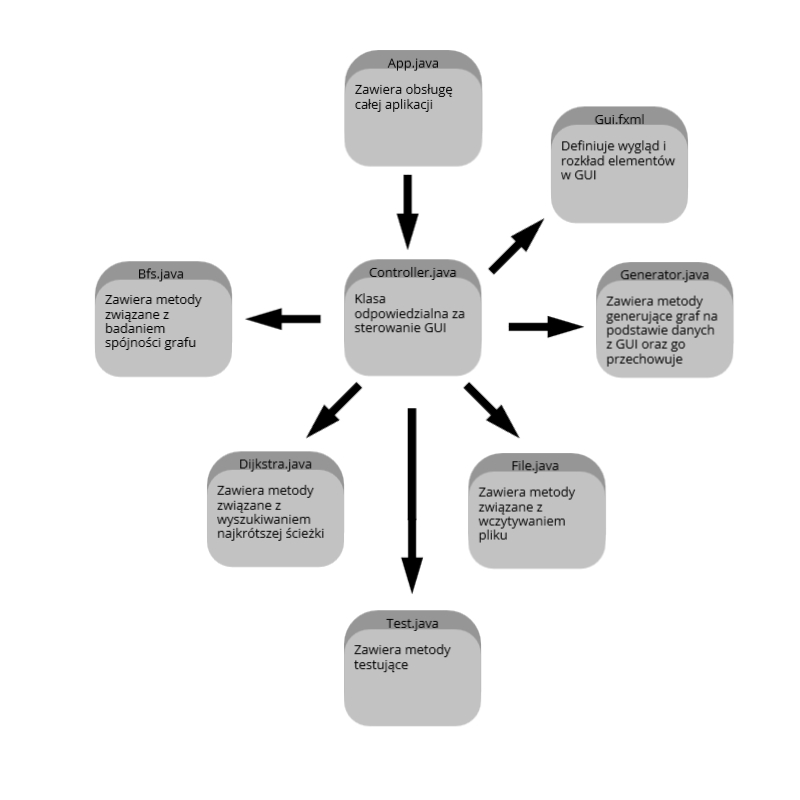 App.java
Zawiera obsługę
całej aplikacji
Gui.fxml
Definiuje wygląd i
rozkład elementów
w GUI
Bfs.java
Zawiera metody
związane z
badaniem
spójności grafu
Controller.java
Klasa
odpowiedzialna za
sterowanie GUI
Generator.java
Zawiera metody
generujące graf na
podstawie danych
z GUI oraz go
przechowuje
Dijkstra.java
Zawiera metody
związane z
wyszukiwaniem
najkrótszej ścieżki
File.java
Zawiera metody
związane z
wczytywaniem
pliku
Test.java
Zawiera metody
testujące